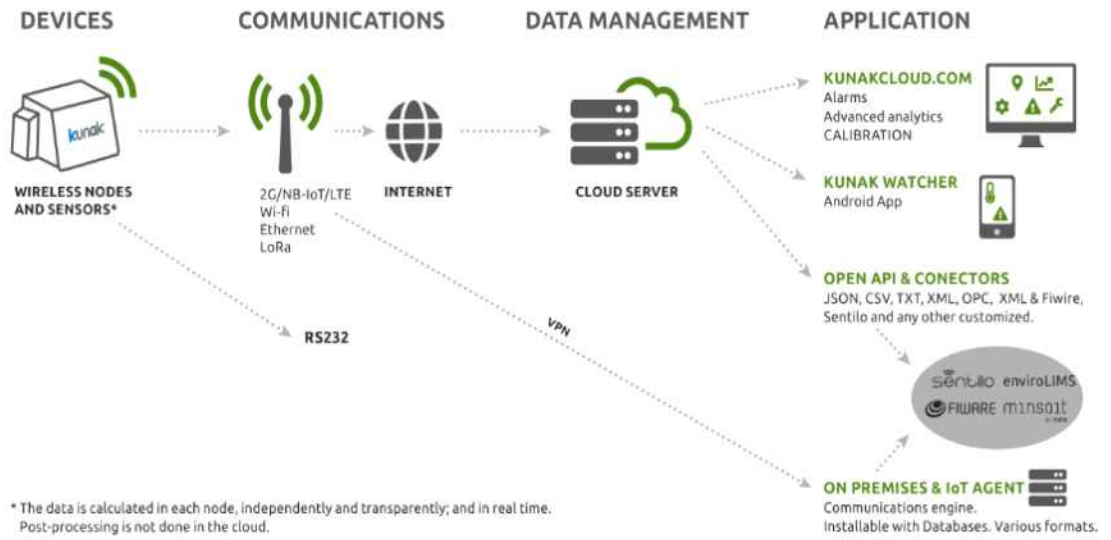 DEVICES
COMMUNICATIONS
DATA MANAGEMENT
APPLICATION
kunak
WIRELESS NODES
AND SENSORS*
2G/NB-IoT/LTE
Wi-fi
Ethernet
LoRa
INTERNET
CLOUD SERVER
KUNAKCLOUD.COM
Alarms
Advanced analytics
CALIBRATION
KUNAK WATCHER
Android App
OPEN API & CONECTORS
JSON, CSV, TXT, XML, OPC, XML & Fiwire,
Sentilo and any other customized.
RS232
VPN
sentilo enviroLIMS
FIWARE minsait
ON PREMISES & IoT AGENT
Communications engine.
Installable with Databases. Various formats.
* The data is calculated in each node, independently and transparently; and in real time.
Post-processing is not done in the cloud.